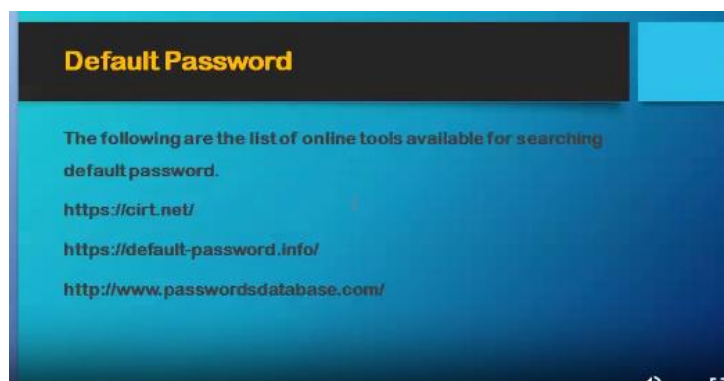 Default Password
The following are the list of online tools available for searching
default password.
https://cirt.net/
https://default-password.info/
http://www.passwordsdatabase.com/